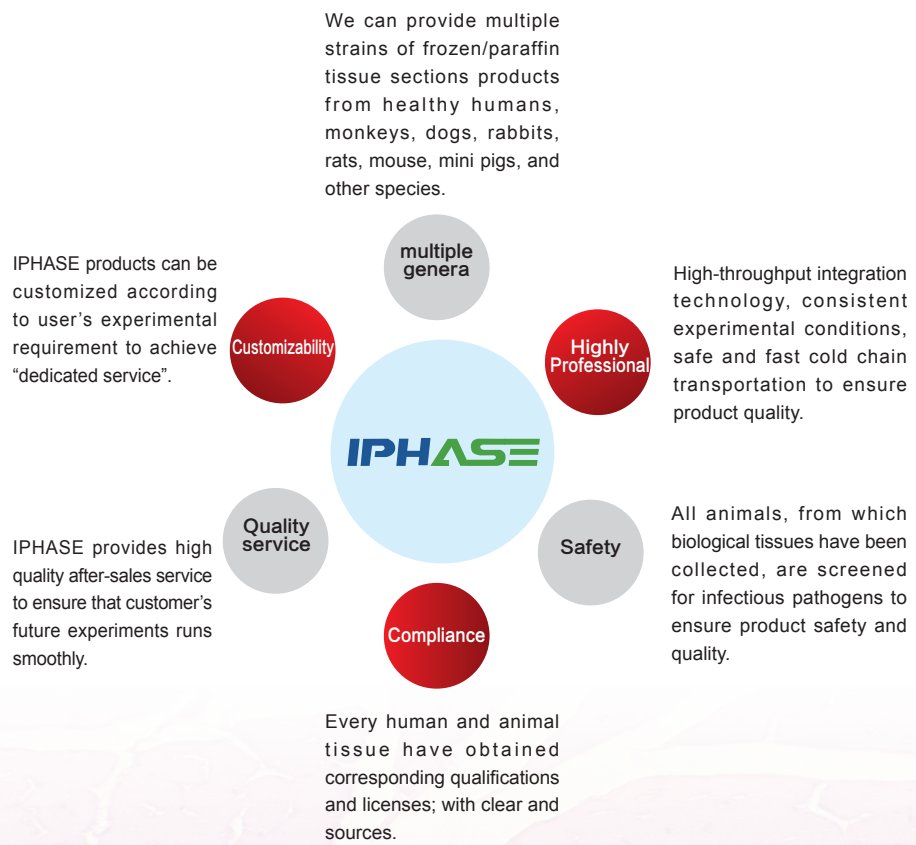 We can provide multiple
strains of frozen/paraffin
tissue sections products
from healthy humans,
monkeys, dogs, rabbits,
rats, mouse, mini pigs, and
other species.
multiple
genera
IPHASE products can be
customized according
to user's experimental
requirement to achieve
“dedicated service”.
Customizability
Highly
Professional
High-throughput integration
technology, consistent
experimental conditions,
safe and fast cold chain
transportation to ensure
product quality.
IPHASE
Quality
service
IPHASE provides high
quality after-sales service
to ensure that customer's
future experiments runs
smoothly.
Safety
All animals, from which
biological tissues have been
collected, are screened
for infectious pathogens to
ensure product safety and
quality.
Compliance
Every human and animal
tissue have obtained
corresponding qualifications
and licenses; with clear and
sources.